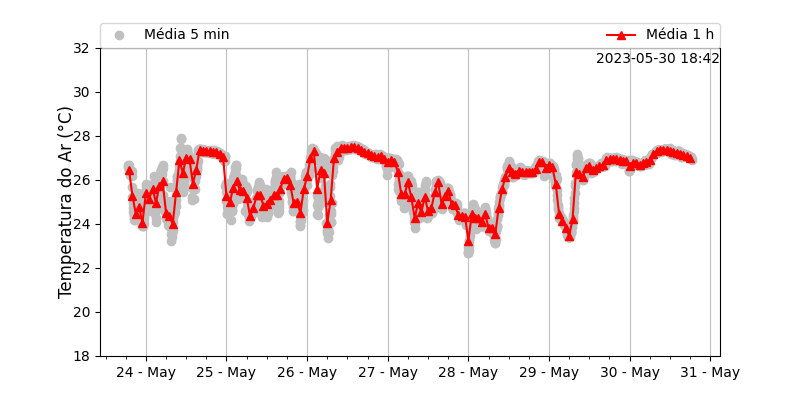 Média 5 min
Média 1 h
2023-05-30 18:42
Temperatura do Ar (°C)
32
30
28
26
24
22
20
18
24 - May
25 - May
26 - May
27 - May
28 - May
29 - May
30 - May
31 - May